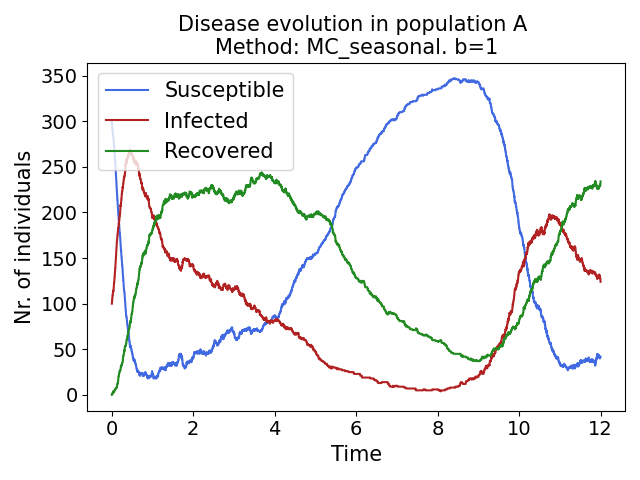 Disease evolution in population A
Method: MC_seasonal. b=1
Susceptible
Infected
Recovered
Nr. of individuals
350
300
250
200
150
100
50
0
0 2 4 6 8 10 12
Time